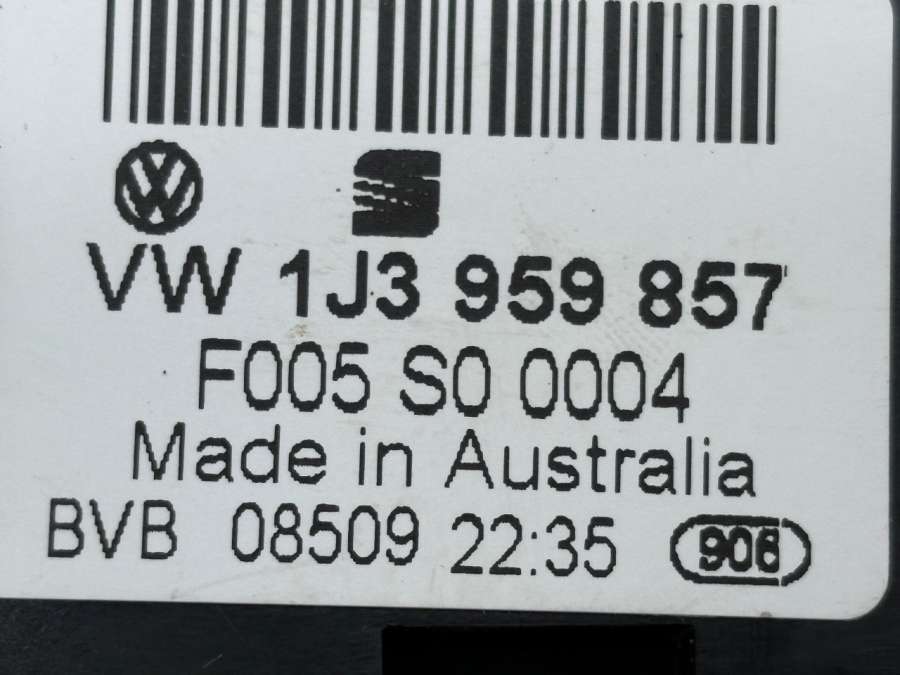 VW 1J3 959 857
F005 S0 0004
Made in Australia
BVB 08509 22:35 906